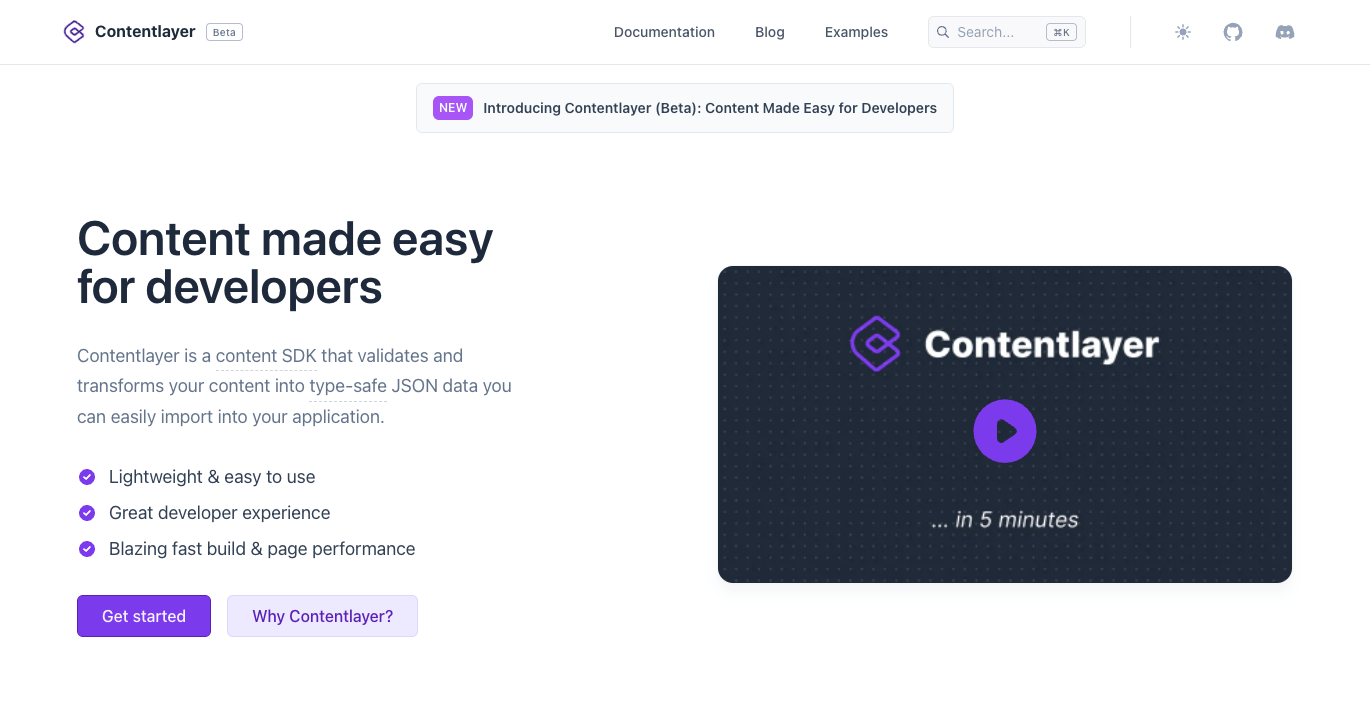 Contentlayer Beta
Documentation Blog Examples Search... ⌘K
NEW Introducing Contentlayer (Beta): Content Made Easy for Developers
Content made easy
for developers
Contentlayer is a content SDK that validates and
transforms your content into type-safe JSON data you
can easily import into your application.
Lightweight & easy to use
Great developer experience
Blazing fast build & page performance
Get started Why Contentlayer?
Contentlayer
... in 5 minutes